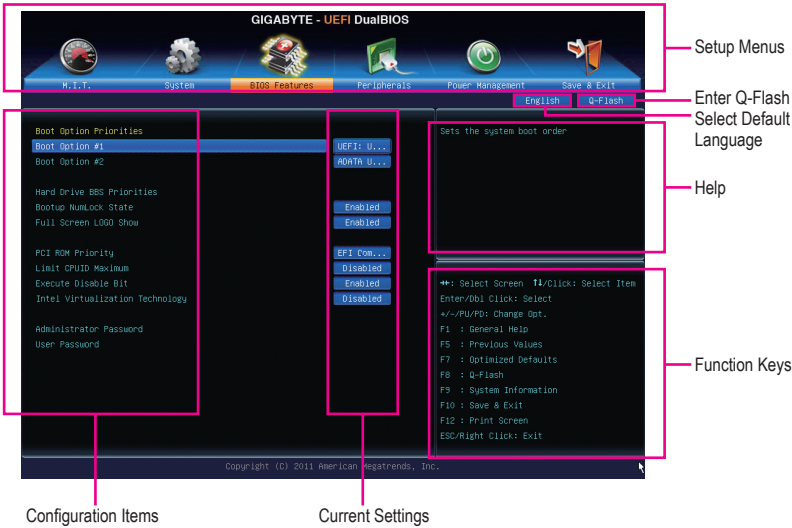 GIGABYTE - UEFI DualBIOS
M.I.T.
System
BIOS Features
Peripherals
Power Management
Save & Exit
Setup Menus
English
Q-Flash
Enter Q-Flash
Select Default
Language
Boot Option Priorities
Boot Option #1 UEFI: U...
Boot Option #2 ADATA U...
Hard Drive BBS Priorities
Bootup NumLock State Enabled
Full Screen LOGO Show Enabled
PCI ROM Priority EFI Com...
Limit CPUID Maximum Disabled
Execute Disable Bit Enabled
Intel Virtualization Technology Disabled
Administrator Password
User Password
Sets the system boot order
Help
→←: Select Screen ↑↓/Click: Select Item
Enter/Dbl Click: Select
+/-/PU/PD: Change Opt.
F1 : General Help
F5 : Previous Values
F7 : Optimized Defaults
F8 : Q-Flash
F9 : System Information
F10 : Save & Exit
F12 : Print Screen
ESC/Right Click: Exit
Function Keys
Copyright (C) 2011 American Megatrends, Inc.
Configuration Items
Current Settings